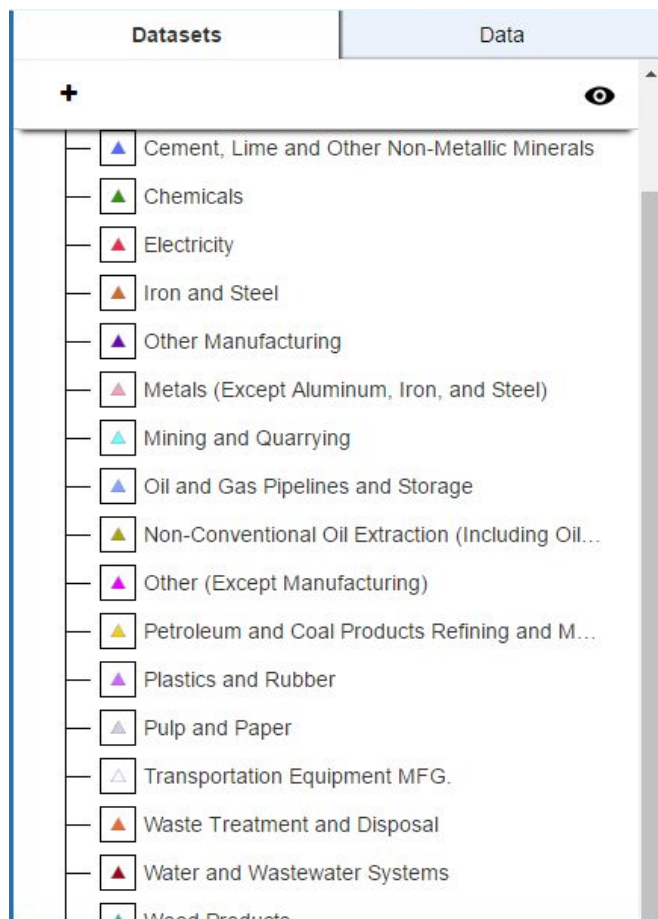 Datasets
Data
Cement, Lime and Other Non-Metallic Minerals
Chemicals
Electricity
Iron and Steel
Other Manufacturing
Metals (Except Aluminum, Iron, and Steel)
Mining and Quarrying
Oil and Gas Pipelines and Storage
Non-Conventional Oil Extraction (Including Oil...
Other (Except Manufacturing)
Petroleum and Coal Products Refining and M...
Plastics and Rubber
Pulp and Paper
Transportation Equipment MFG.
Waste Treatment and Disposal
Water and Wastewater Systems
Wood Products